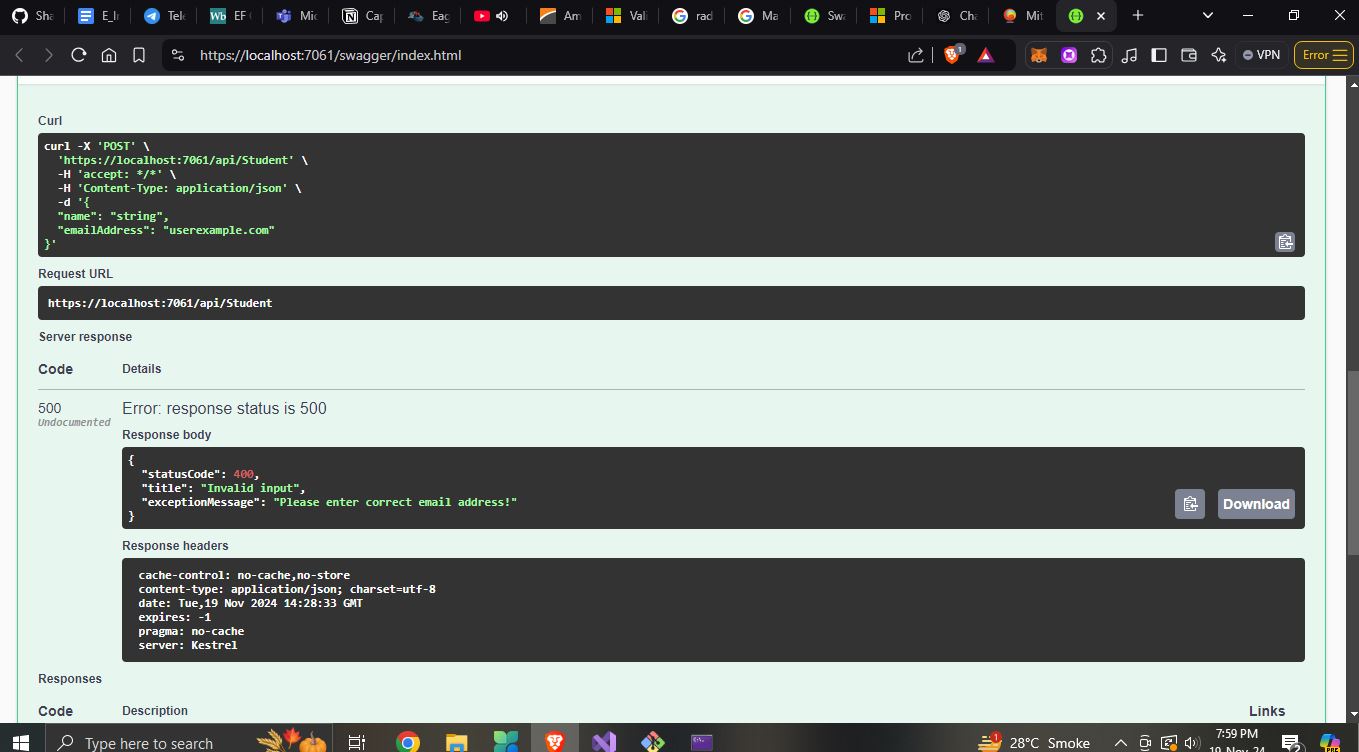 Sha
E_In
Tele
Wb EF
Mic
Cap
Eag
Am
Vali
rad
Ma
Swa
Pro
Cha
Mit
https://localhost:7061/swagger/index.html
1
VPN
Error
Curl
curl -X 'POST' \
'https://localhost:7061/api/Student' \
-H 'accept: */*' \
-H 'Content-Type: application/json' \
-d '{
"name": "string",
"emailAddress": "userexample.com"
}'
Request URL
https://localhost:7061/api/Student
Server response
Code Details
500 Error: response status is 500
Undocumented
Response body
{
"statusCode": 400,
"title": "Invalid input",
"exceptionMessage": "Please enter correct email address!"
}
Download
Response headers
cache-control: no-cache,no-store
content-type: application/json; charset=utf-8
date: Tue,19 Nov 2024 14:28:33 GMT
expires: -1
pragma: no-cache
server: Kestrel
Responses
Code Description Links
Type here to search
1
28°C Smoke
7:59 PM
19-Nov-24
2